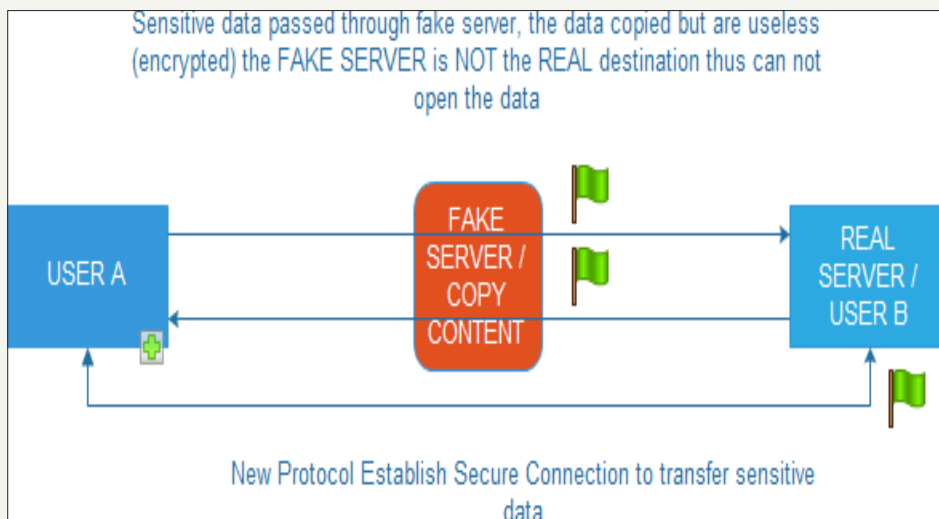 Sensitive data passed through fake server, the data copied but are useless
(encrypted) the FAKE SERVER is NOT the REAL destination thus can not
open the data
USER A
FAKE
SERVER /
COPY
CONTENT
REAL
SERVER /
USER B
New Protocol Establish Secure Connection to transfer sensitive
data